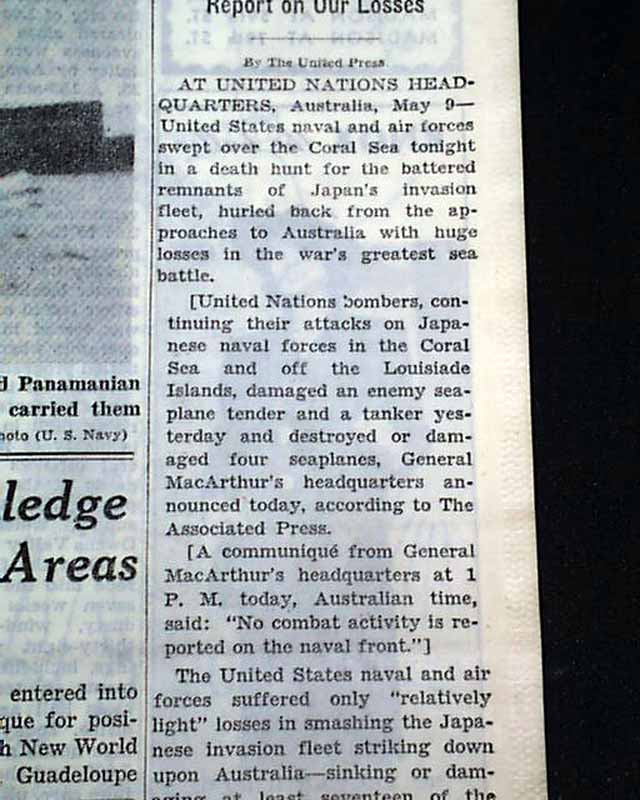 Report on Our Losses
By The United Press.
AT UNITED NATIONS HEAD-
QUARTERS, Australia, May 9—
United States naval and air forces
swept over the Coral Sea tonight
in a death hunt for the battered
remnants of Japan's invasion
fleet, hurled back from the ap-
proaches to Australia with huge
losses in the war's greatest sea
battle.
[United Nations bombers, con-
tinuing their attacks on Japa-
nese naval forces in the Coral
Sea and off the Louisiade
Islands, damaged an enemy sea-
plane tender and a tanker yes-
terday and destroyed or dam-
aged four seaplanes, General
MacArthur's headquarters an-
nounced today, according to The
Associated Press.
[A communiqué from General
MacArthur's headquarters at 1
P. M. today, Australian time,
said: "No combat activity is re-
ported on the naval front."]
The United States naval and air
forces suffered only "relatively
light" losses in smashing the Japa-
nese invasion fleet striking down
upon Australia—sinking or dam-
aging at least seventeen of the
d Panamanian
carried them
hoto (U. S. Navy)
ledge
Areas
entered into
que for posi-
h New World
Guadeloupe